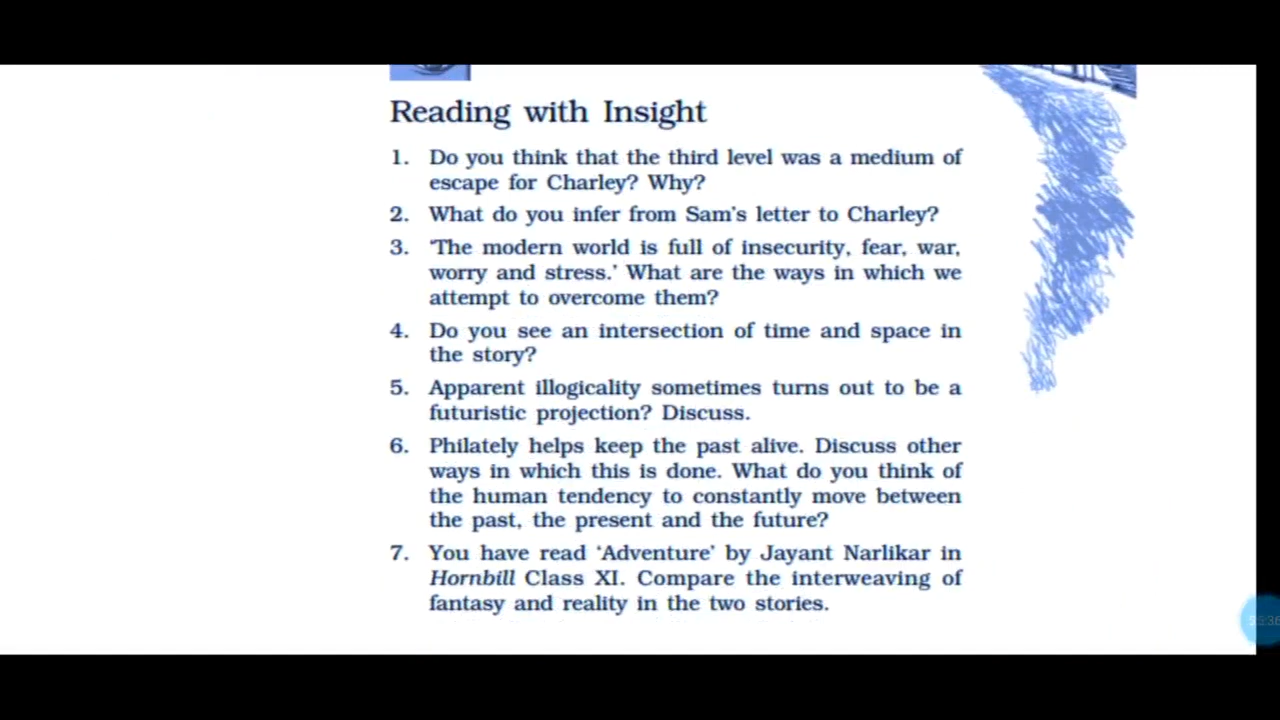 Reading with Insight
1. Do you think that the third level was a medium of
escape for Charley? Why?
2. What do you infer from Sam's letter to Charley?
3. 'The modern world is full of insecurity, fear, war,
worry and stress.' What are the ways in which we
attempt to overcome them?
4. Do you see an intersection of time and space in
the story?
5. Apparent illogicality sometimes turns out to be a
futuristic projection? Discuss.
6. Philately helps keep the past alive. Discuss other
ways in which this is done. What do you think of
the human tendency to constantly move between
the past, the present and the future?
7. You have read 'Adventure' by Jayant Narlikar in
Hornbill Class XI. Compare the interweaving of
fantasy and reality in the two stories.